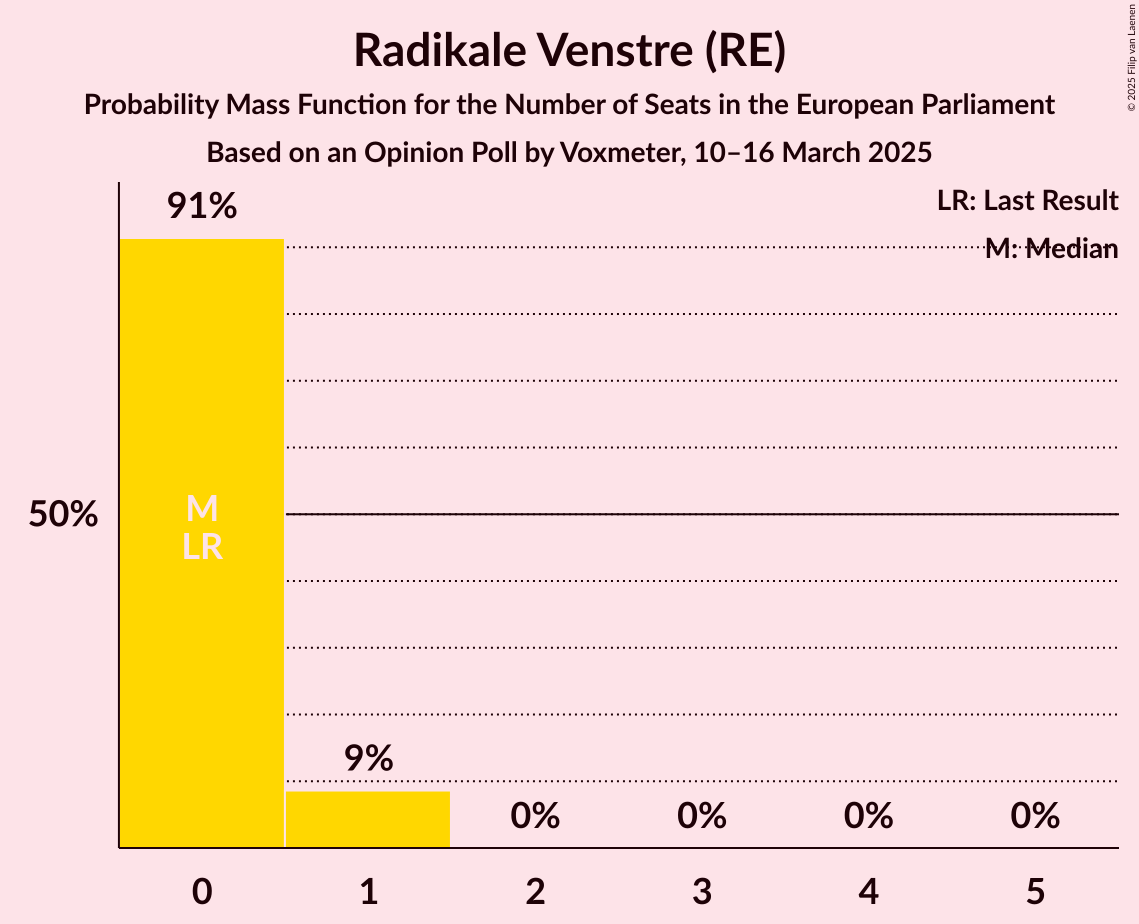 Radikale Venstre (RE)
Probability Mass Function for the Number of Seats in the European Parliament
Based on an Opinion Poll by Voxmeter, 10–16 March 2025
© 2025 Filip van Laenen
LR: Last Result
M: Median
91%
50%
M
LR
9%
0%
0%
0%
0%
0
1
2
3
4
5